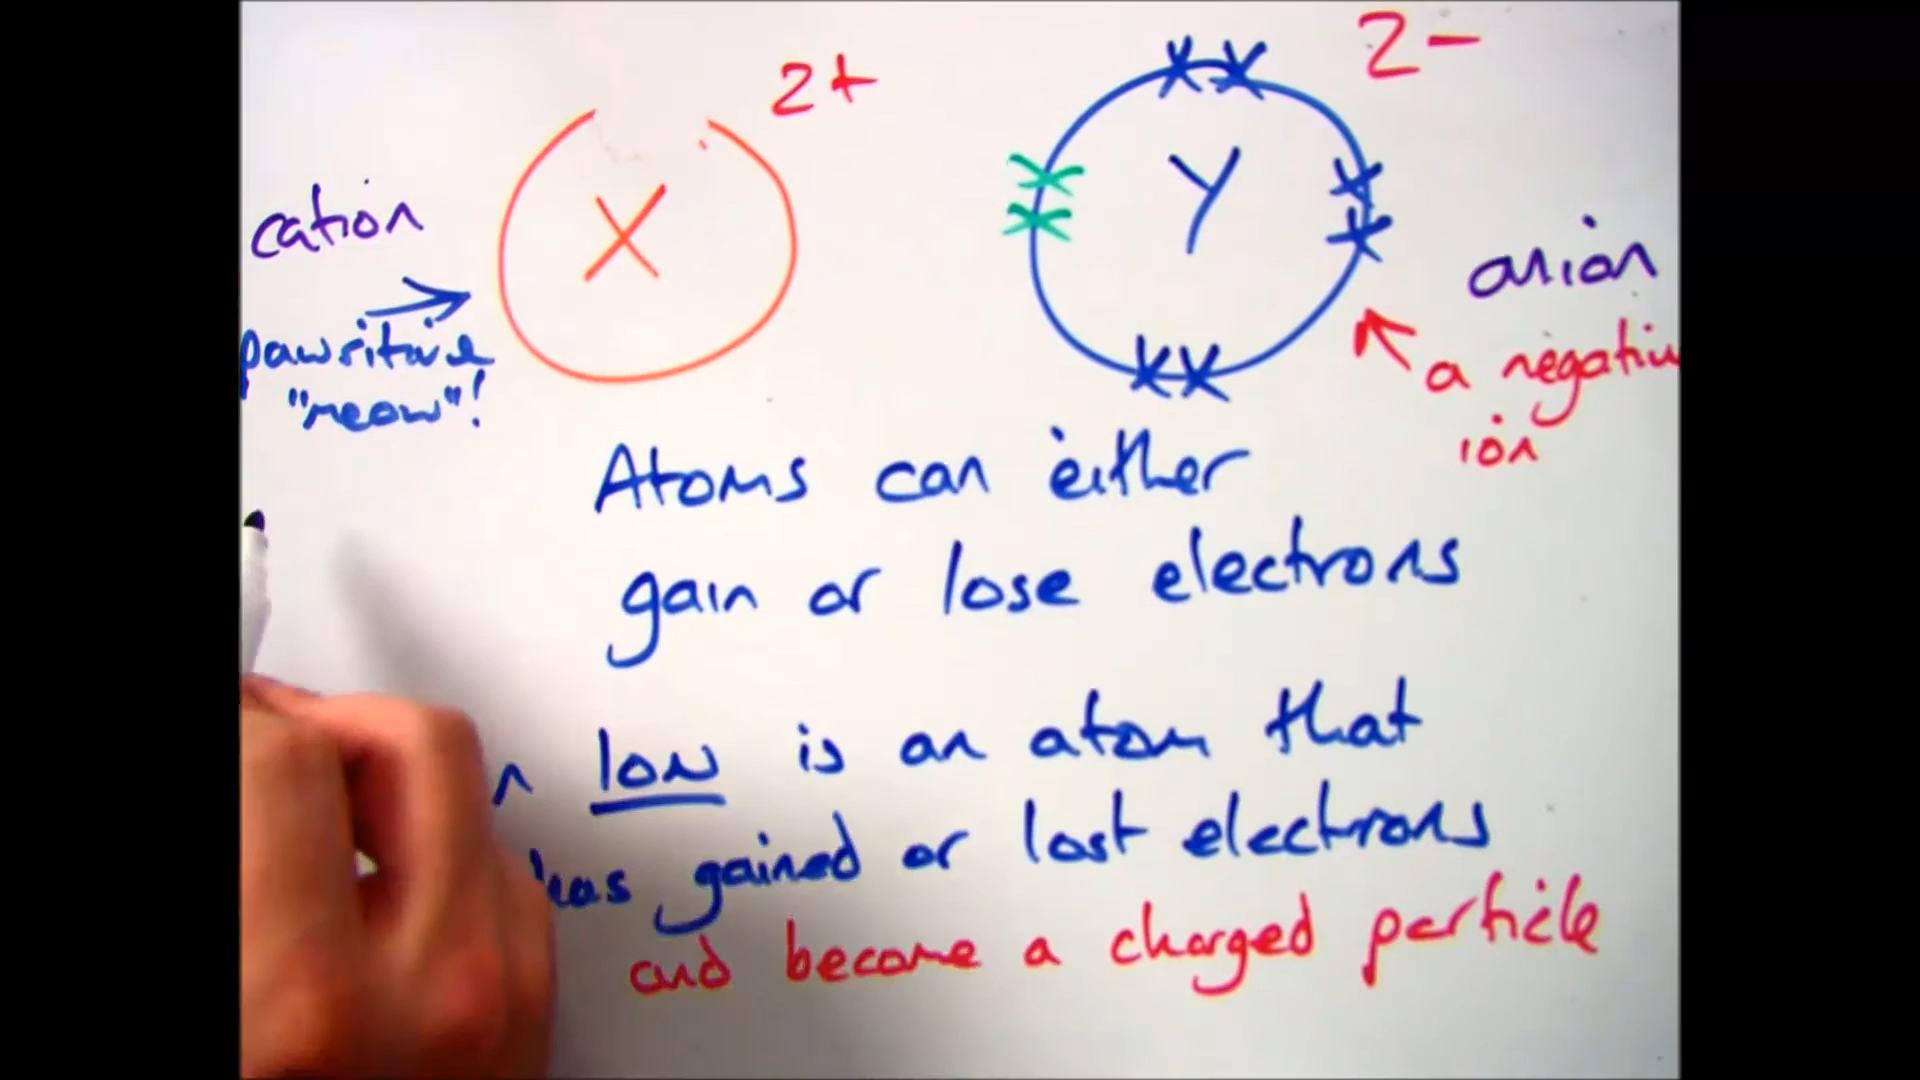 2+
2-
X
Y
cation
pawsitive
"meow"!
anion
a negativ
ion
Atoms can either
gain or lose electrons
n ION is an atom that
has gained or lost electrons
and become a charged particle